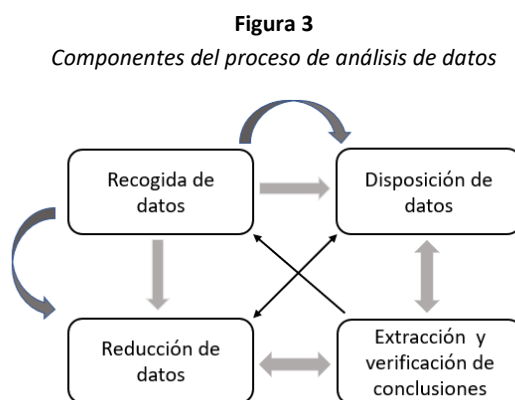 Figura 3
Componentes del proceso de análisis de datos
Recogida de
datos
Disposición de
datos
Reducción de
datos
Extracción y
verificación de
conclusiones